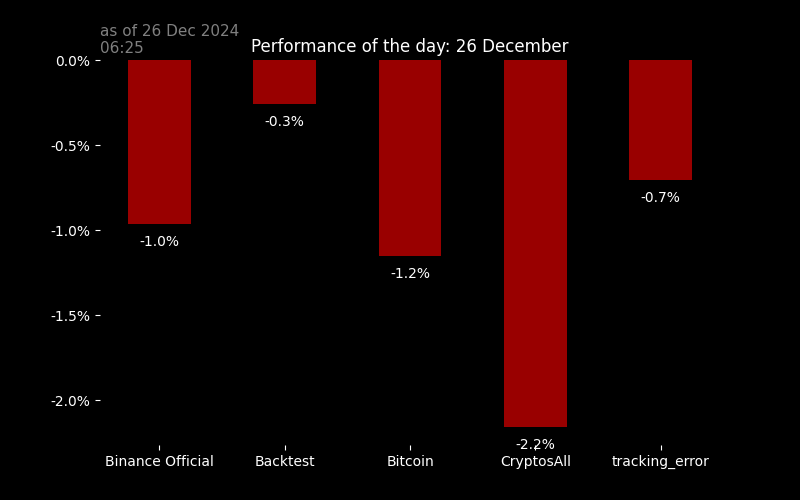 as of 26 Dec 2024
06:25
Performance of the day: 26 December
0.0%
-0.5%
-1.0%
-1.5%
-2.0%
-1.0%
-0.3%
-1.2%
-2.2%
-0.7%
Binance Official
Backtest
Bitcoin
CryptosAll
tracking_error